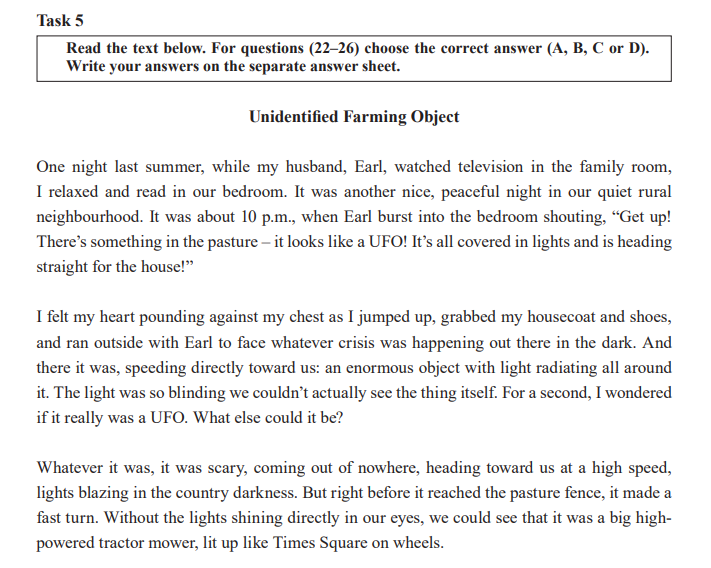 Task 5
Read the text below. For questions (22–26) choose the correct answer (A, B, C or D).
Write your answers on the separate answer sheet.
Unidentified Farming Object
One night last summer, while my husband, Earl, watched television in the family room,
I relaxed and read in our bedroom. It was another nice, peaceful night in our quiet rural
neighbourhood. It was about 10 p.m., when Earl burst into the bedroom shouting, “Get up!
There’s something in the pasture – it looks like a UFO! It’s all covered in lights and is heading
straight for the house!”
I felt my heart pounding against my chest as I jumped up, grabbed my housecoat and shoes,
and ran outside with Earl to face whatever crisis was happening out there in the dark. And
there it was, speeding directly toward us: an enormous object with light radiating all around
it. The light was so blinding we couldn’t actually see the thing itself. For a second, I wondered
if it really was a UFO. What else could it be?
Whatever it was, it was scary, coming out of nowhere, heading toward us at a high speed,
lights blazing in the country darkness. But right before it reached the pasture fence, it made a
fast turn. Without the lights shining directly in our eyes, we could see that it was a big high-
powered tractor mower, lit up like Times Square on wheels.